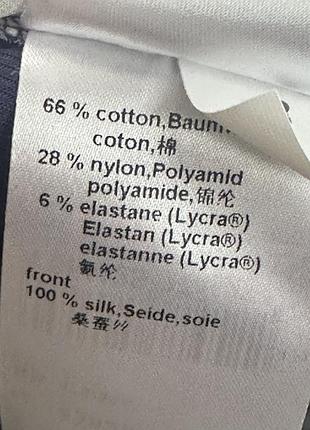 66 % cotton,Baum
coton,棉
28 % nylon,Polyamid
polyamide,锦纶
6 % elastane (Lycra®)
Elastan (Lycra®)
elastanne (Lycra®)
氨纶
front
100 % silk,Seide,soie
桑蚕丝